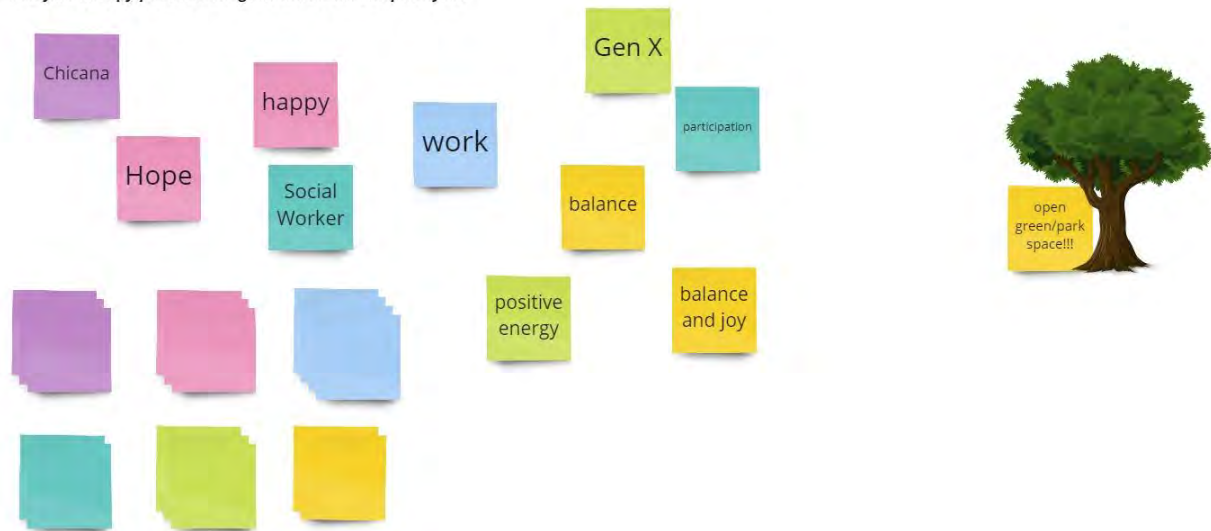 Chicana
happy
Gen X
participation
work
Hope
Social
Worker
balance
open
green/park
space!!!
positive
energy
balance
and joy